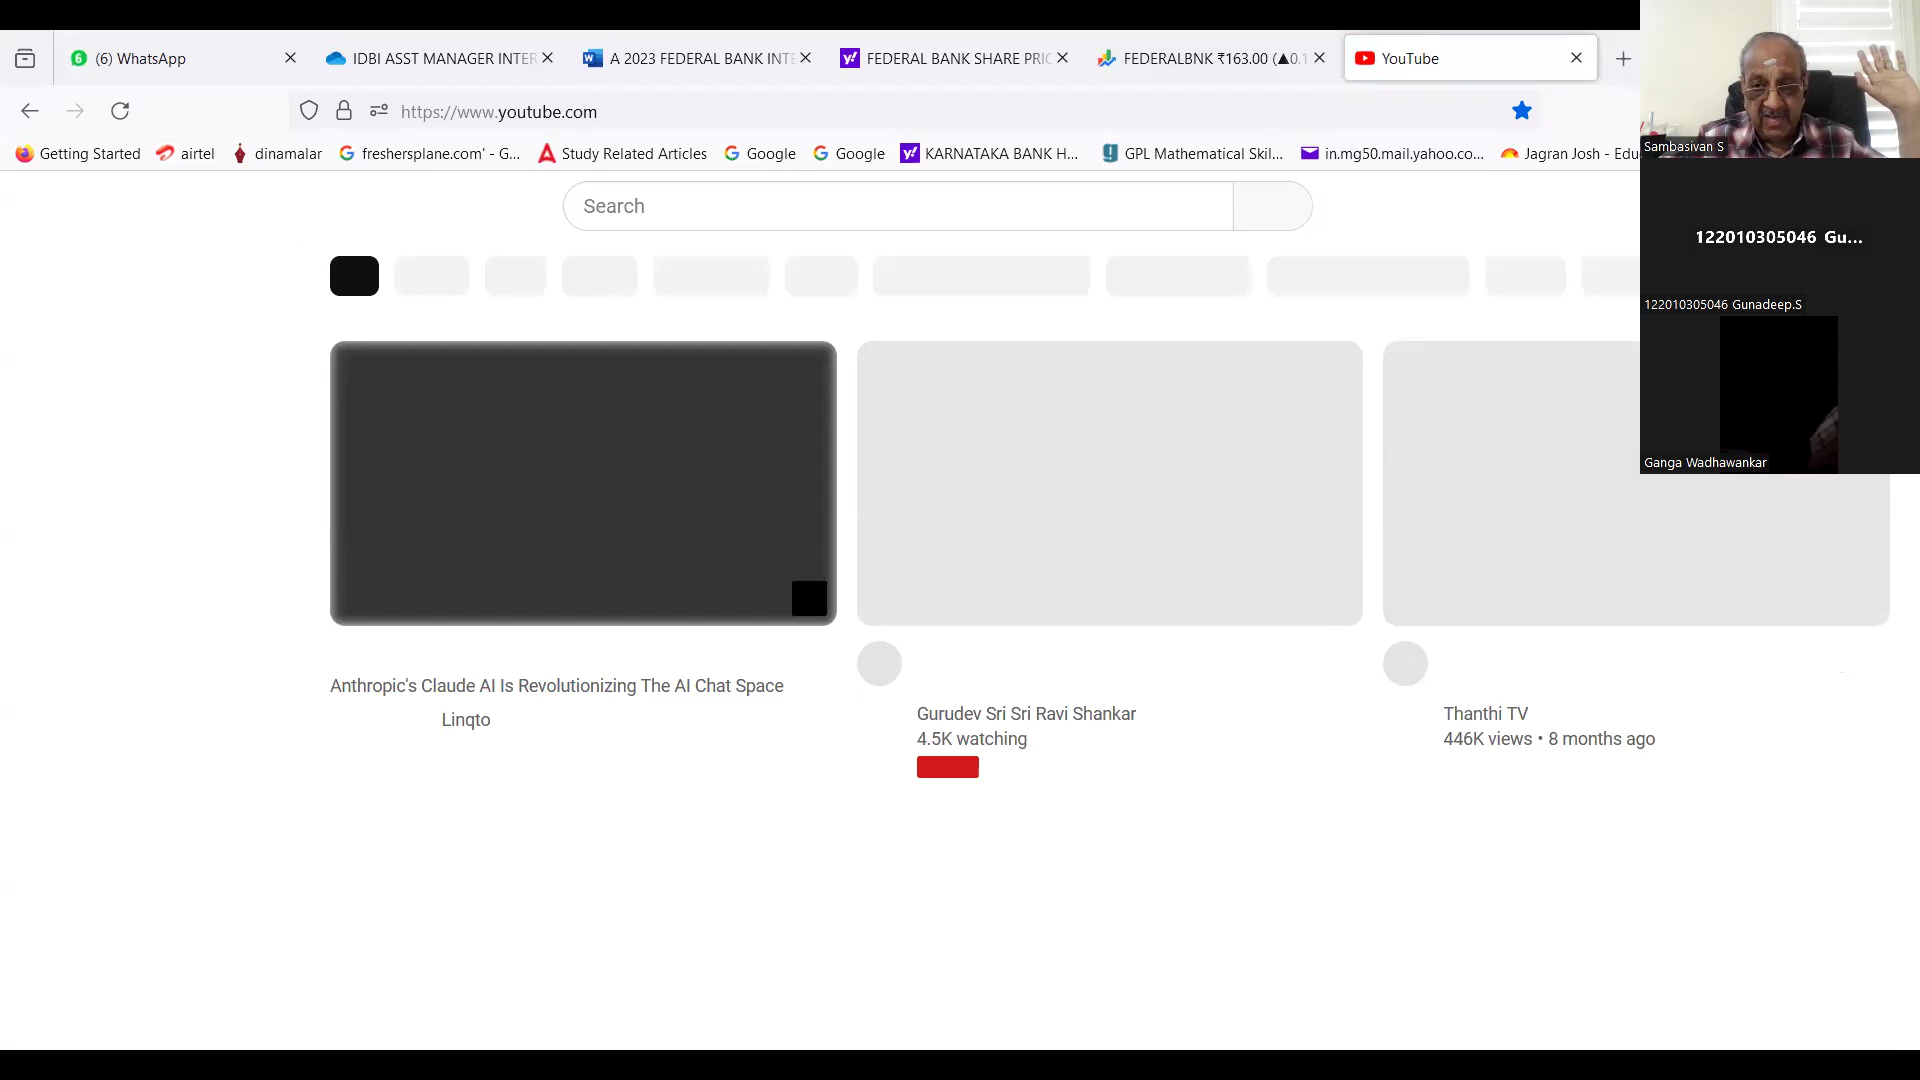 6 (6) WhatsApp
IDBI ASST MANAGER INTER
A 2023 FEDERAL BANK INTE
y! FEDERAL BANK SHARE PRIC
FEDERALBNK ₹163.00 (▲0.1
YouTube
https://www.youtube.com
Getting Started
airtel
dinamalar
freshersplane.com' - G...
Study Related Articles
Google
Google
y! KARNATAKA BANK H...
GPL Mathematical Skil...
in.mg50.mail.yahoo.co...
Jagran Josh - Edu
Sambasivan S
Search
122010305046 Gu...
122010305046 Gunadeep.S
Ganga Wadhawankar
Anthropic's Claude AI Is Revolutionizing The AI Chat Space
Linqto
Gurudev Sri Sri Ravi Shankar
4.5K watching
Thanthi TV
446K views • 8 months ago